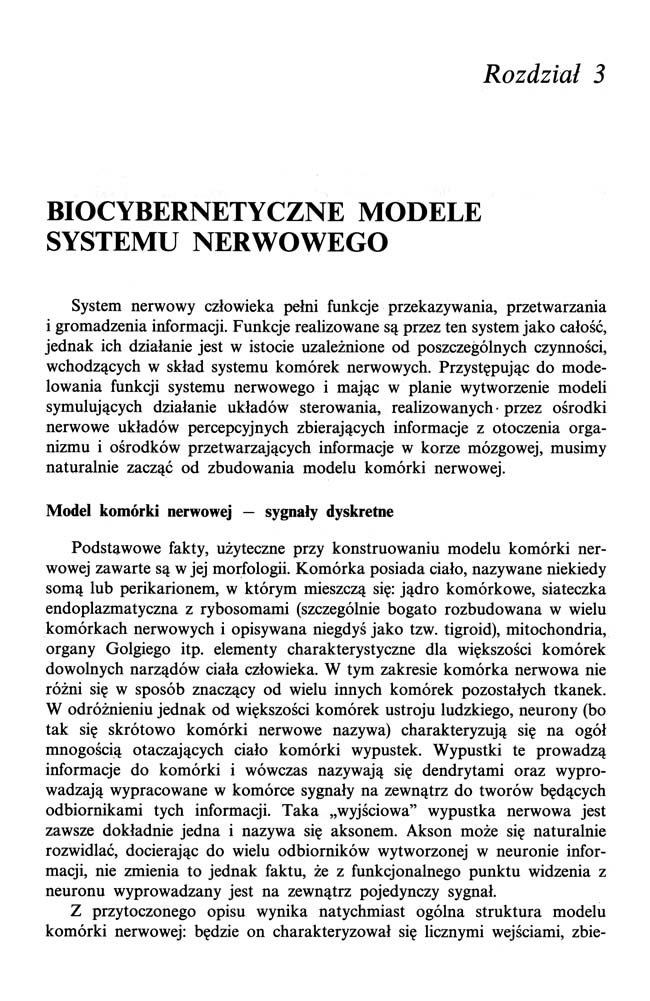 Rozdział 3
BIOCYBERNETYCZNE MODELE
SYSTEMU NERWOWEGO
System nerwowy człowieka pełni funkcje przekazywania, przetwarzania
i gromadzenia informacji. Funkcje realizowane są przez ten system jako całość,
jednak ich działanie jest w istocie uzależnione od poszczególnych czynności,
wchodzących w skład systemu komórek nerwowych. Przystępując do mode-
lowania funkcji systemu nerwowego i mając w planie wytworzenie modeli
symulujących działanie układów sterowania, realizowanych przez ośrodki
nerwowe układów percepcyjnych zbierających informacje z otoczenia orga-
nizmu i ośrodków przetwarzających informacje w korze mózgowej, musimy
naturalnie zacząć od zbudowania modelu komórki nerwowej.
Model komórki nerwowej — sygnały dyskretne
Podstawowe fakty, użyteczne przy konstruowaniu modelu komórki ner-
wowej zawarte są w jej morfologii. Komórka posiada ciało, nazywane niekiedy
somą lub perikarionem, w którym mieszczą się: jądro komórkowe, siateczka
endoplazmatyczna z rybosomami (szczególnie bogato rozbudowana w wielu
komórkach nerwowych i opisywana niegdyś jako tzw. tigroid), mitochondria,
organy Golgiego itp. elementy charakterystyczne dla większości komórek
dowolnych narządów ciała człowieka. W tym zakresie komórka nerwowa nie
różni się w sposób znaczący od wielu innych komórek pozostałych tkanek.
W odróżnieniu jednak od większości komórek ustroju ludzkiego, neurony (bo
tak się skrótowo komórki nerwowe nazywa) charakteryzują się na ogół
mnogością otaczających ciało komórki wypustek. Wypustki te prowadzą
informacje do komórki i wówczas nazywają się dendrytami oraz wypro-
wadzają wypracowane w komórce sygnały na zewnątrz do tworów będących
odbiornikami tych informacji. Taka „wyjściowa” wypustka nerwowa jest
zawsze dokładnie jedna i nazywa się aksonem. Akson może się naturalnie
rozwidlać, docierając do wielu odbiorników wytworzonej w neuronie infor-
macji, nie zmienia to jednak faktu, że z funkcjonalnego punktu widzenia z
neuronu wyprowadzany jest na zewnątrz pojedynczy sygnał.
Z przytoczonego opisu wynika natychmiast ogólna struktura modelu
komórki nerwowej: będzie on charakteryzował się licznymi wejściami, zbie-